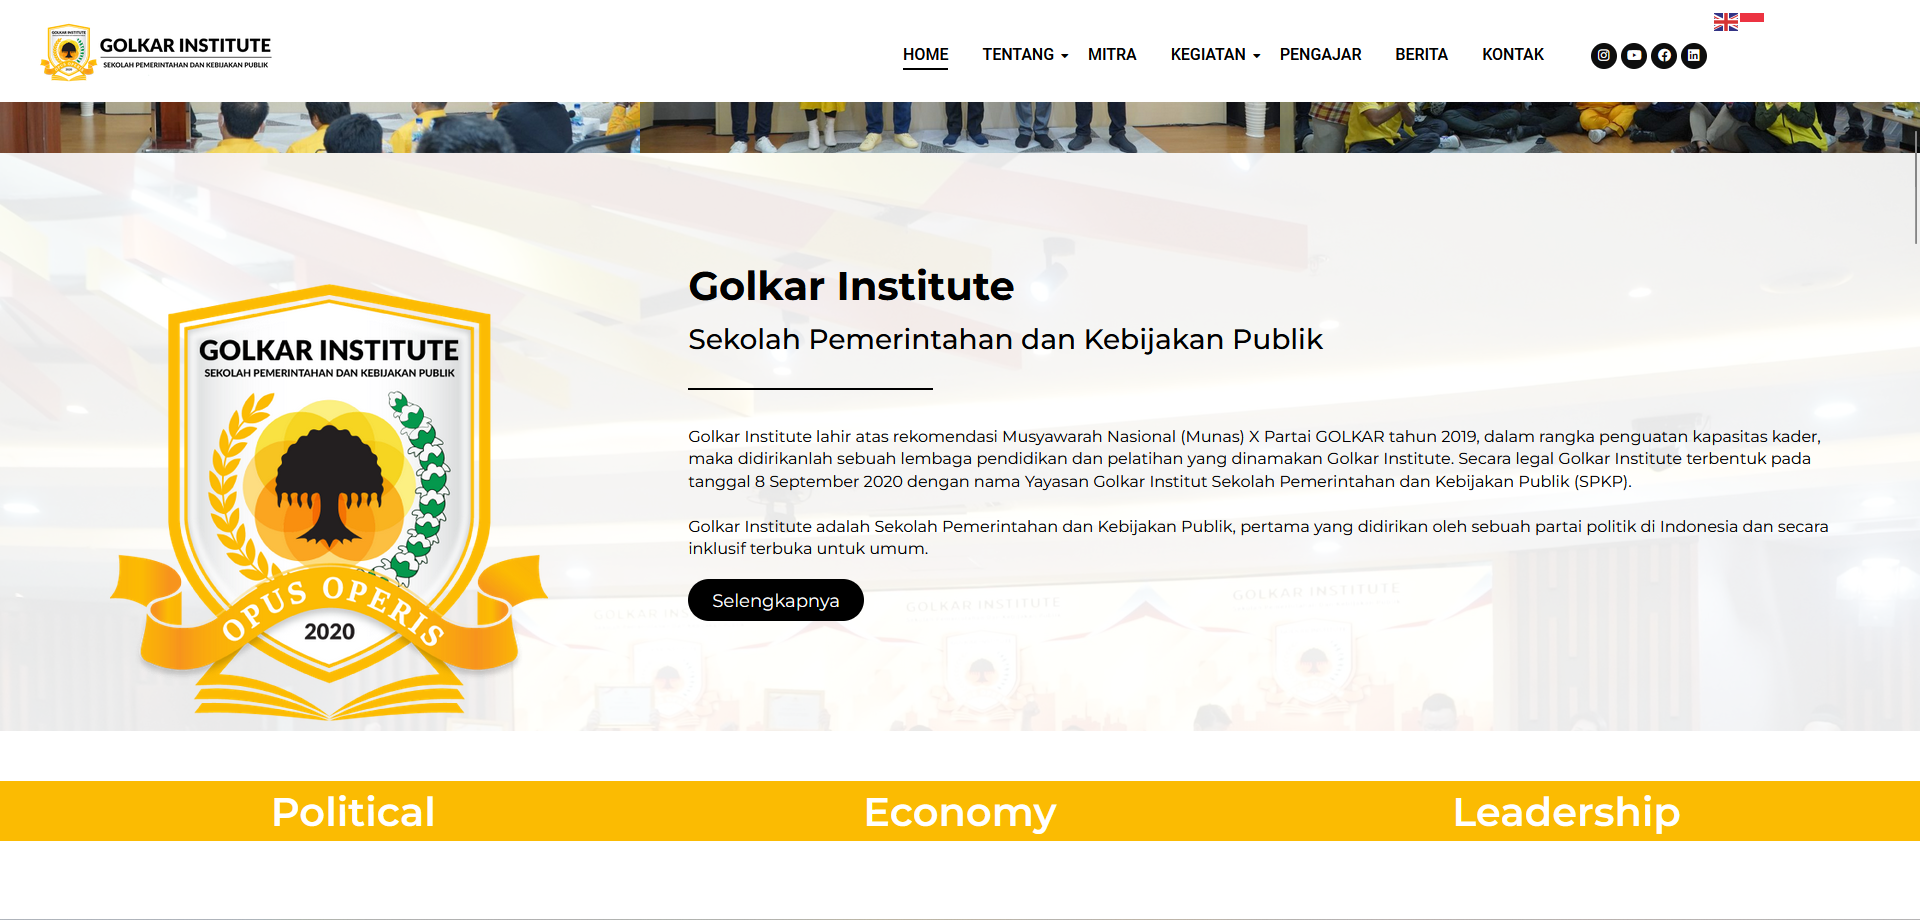 GOLKAR INSTITUTE
SEKOLAH PEMERINTAHAN DAN KEBIJAKAN PUBLIK
HOME
TENTANG
MITRA
KEGIATAN
PENGAJAR
BERITA
KONTAK
GOLKAR INSTITUTE
SEKOLAH PEMERINTAHAN DAN KEBIJAKAN PUBLIK
OPUS OPERIS
2020
Golkar Institute
Sekolah Pemerintahan dan Kebijakan Publik
Golkar Institute lahir atas rekomendasi Musyawarah Nasional (Munas) X Partai GOLKAR tahun 2019, dalam rangka penguatan kapasitas kader,
maka didirikanlah sebuah lembaga pendidikan dan pelatihan yang dinamakan Golkar Institute. Secara legal Golkar Institute terbentuk pada
tanggal 8 September 2020 dengan nama Yayasan Golkar Institut Sekolah Pemerintahan dan Kebijakan Publik (SPKP).
Golkar Institute adalah Sekolah Pemerintahan dan Kebijakan Publik, pertama yang didirikan oleh sebuah partai politik di Indonesia dan secara
inklusif terbuka untuk umum.
Selengkapnya
GOLKAR INSTITUTE
GOLKAR INSTITUTE
Political
Economy
Leadership